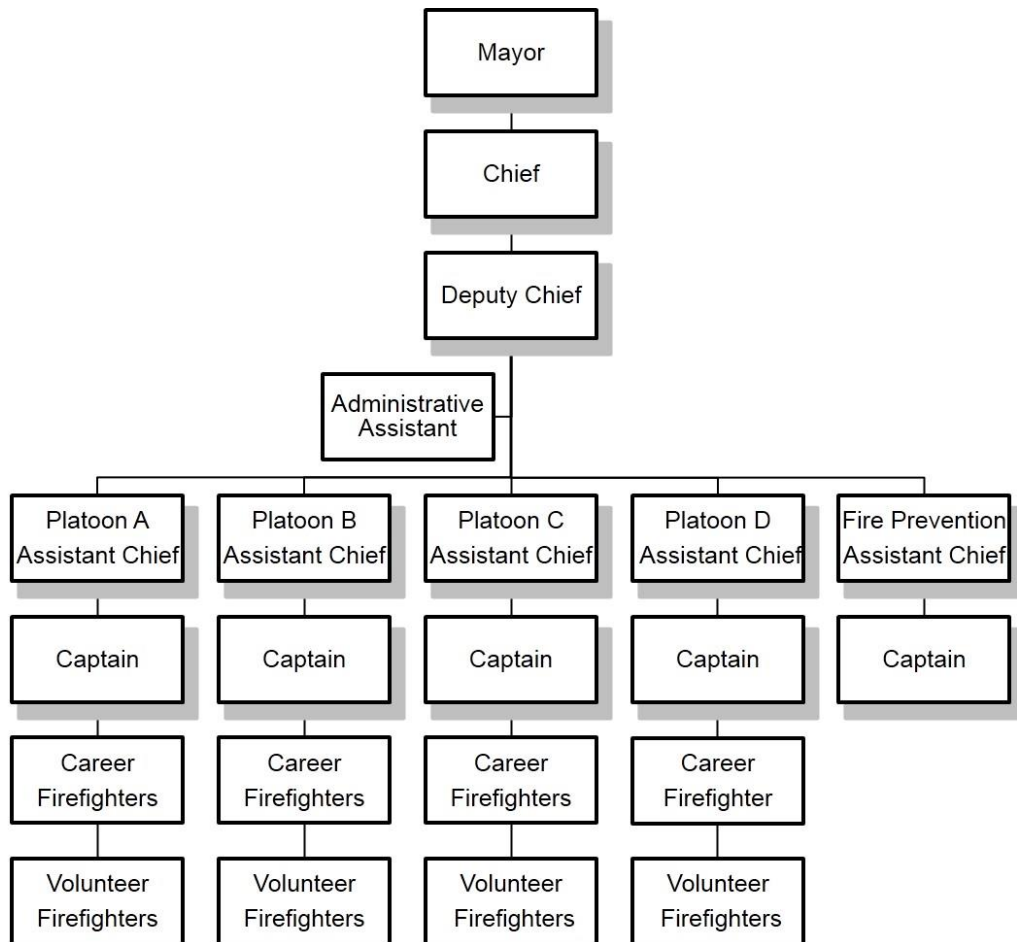 Mayor
Chief
Deputy Chief
Administrative
Assistant
Platoon A
Assistant Chief
Platoon B
Assistant Chief
Platoon C
Assistant Chief
Platoon D
Assistant Chief
Fire Prevention
Assistant Chief
Captain
Captain
Captain
Captain
Captain
Career
Firefighters
Career
Firefighters
Career
Firefighters
Career
Firefighter
Volunteer
Firefighters
Volunteer
Firefighters
Volunteer
Firefighters
Volunteer
Firefighters